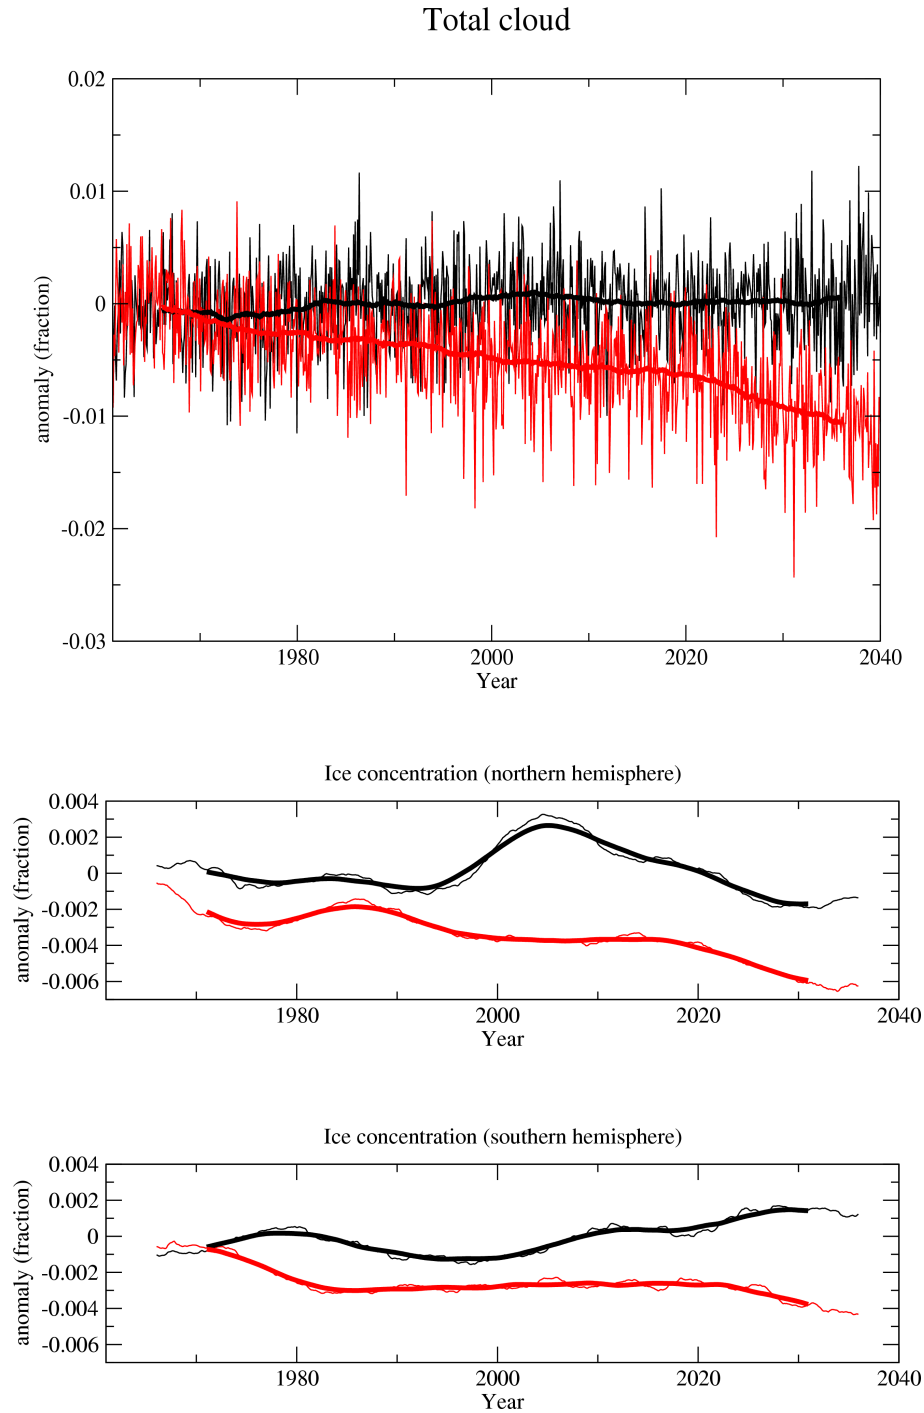 Total cloud
0.02
0.01
0
-0.01
-0.02
-0.03
anomaly (fraction)
1980 2000 2020 2040
Year
Ice concentration (northern hemisphere)
0.004
0.002
0
-0.002
-0.004
-0.006
anomaly (fraction)
1980 2000 2020 2040
Year
Ice concentration (southern hemisphere)
0.004
0.002
0
-0.002
-0.004
-0.006
anomaly (fraction)
1980 2000 2020 2040
Year